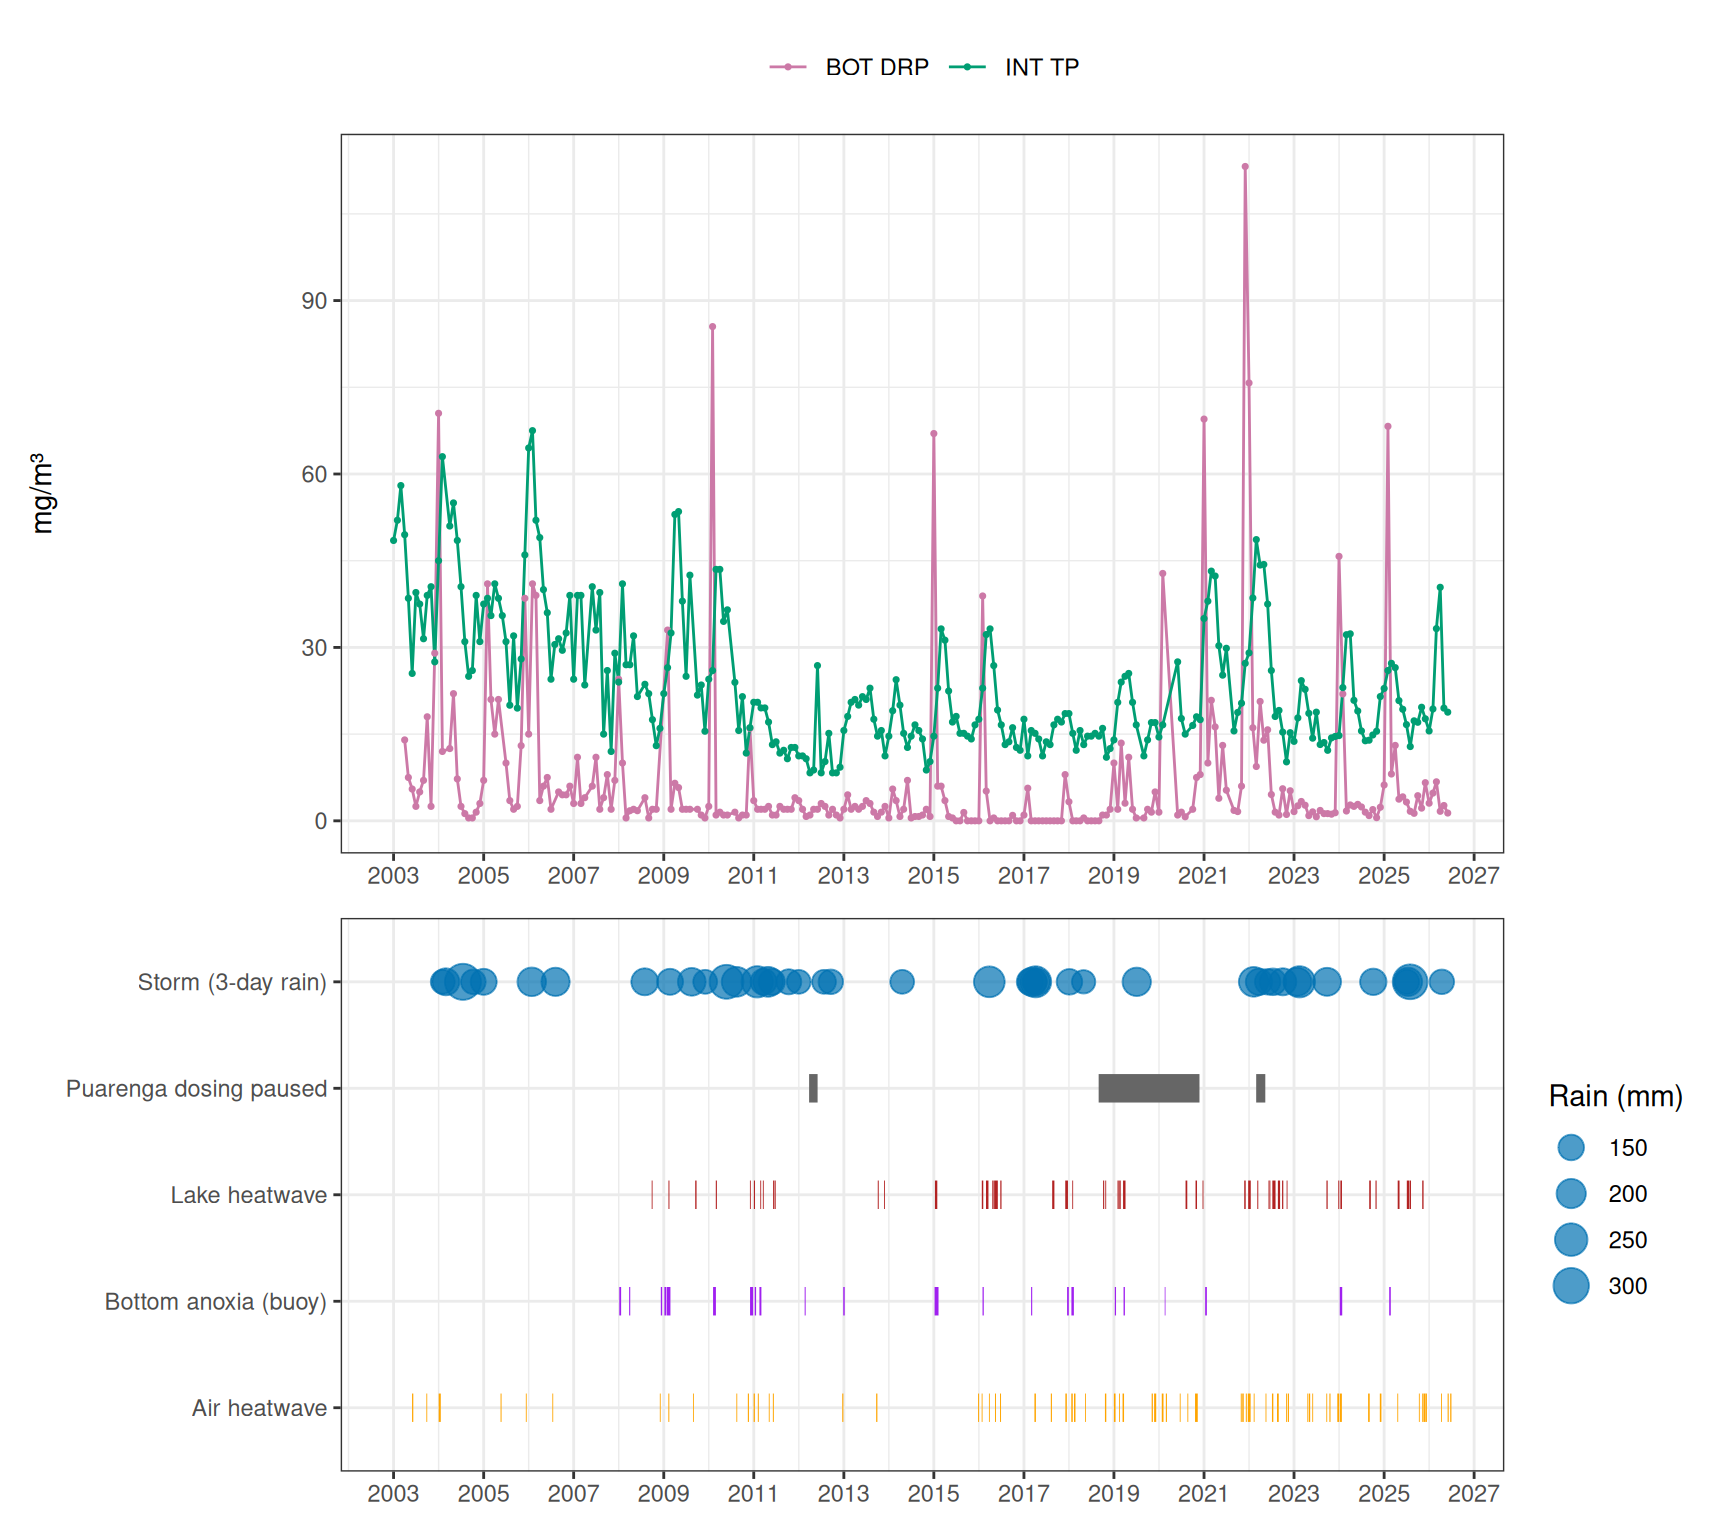 BOT DRP INT TP
mg/m³
90
60
30
0
2003 2005 2007 2009 2011 2013 2015 2017 2019 2021 2023 2025 2027
Storm (3-day rain)
Puarenga dosing paused
Lake heatwave
Bottom anoxia (buoy)
Air heatwave
2003 2005 2007 2009 2011 2013 2015 2017 2019 2021 2023 2025 2027
Rain (mm)
150
200
250
300